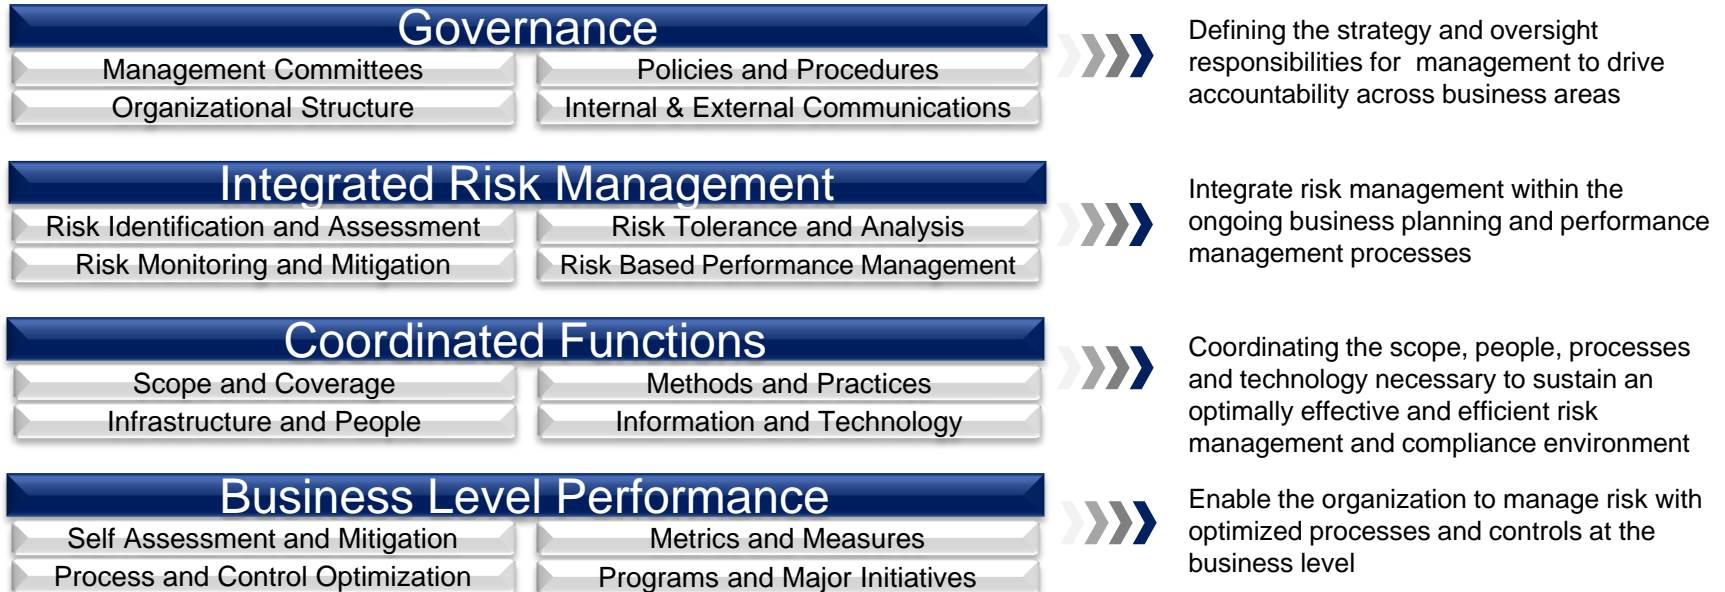 Governance
Management Committees
Policies and Procedures
Organizational Structure
Internal & External Communications
Defining the strategy and oversight
responsibilities for management to drive
accountability across business areas
Integrated Risk Management
Risk Identification and Assessment
Risk Tolerance and Analysis
Risk Monitoring and Mitigation
Risk Based Performance Management
Integrate risk management within the
ongoing business planning and performance
management processes
Coordinated Functions
Scope and Coverage
Methods and Practices
Infrastructure and People
Information and Technology
Coordinating the scope, people, processes
and technology necessary to sustain an
optimally effective and efficient risk
management and compliance environment
Business Level Performance
Self Assessment and Mitigation
Metrics and Measures
Process and Control Optimization
Programs and Major Initiatives
Enable the organization to manage risk with
optimized processes and controls at the
business level